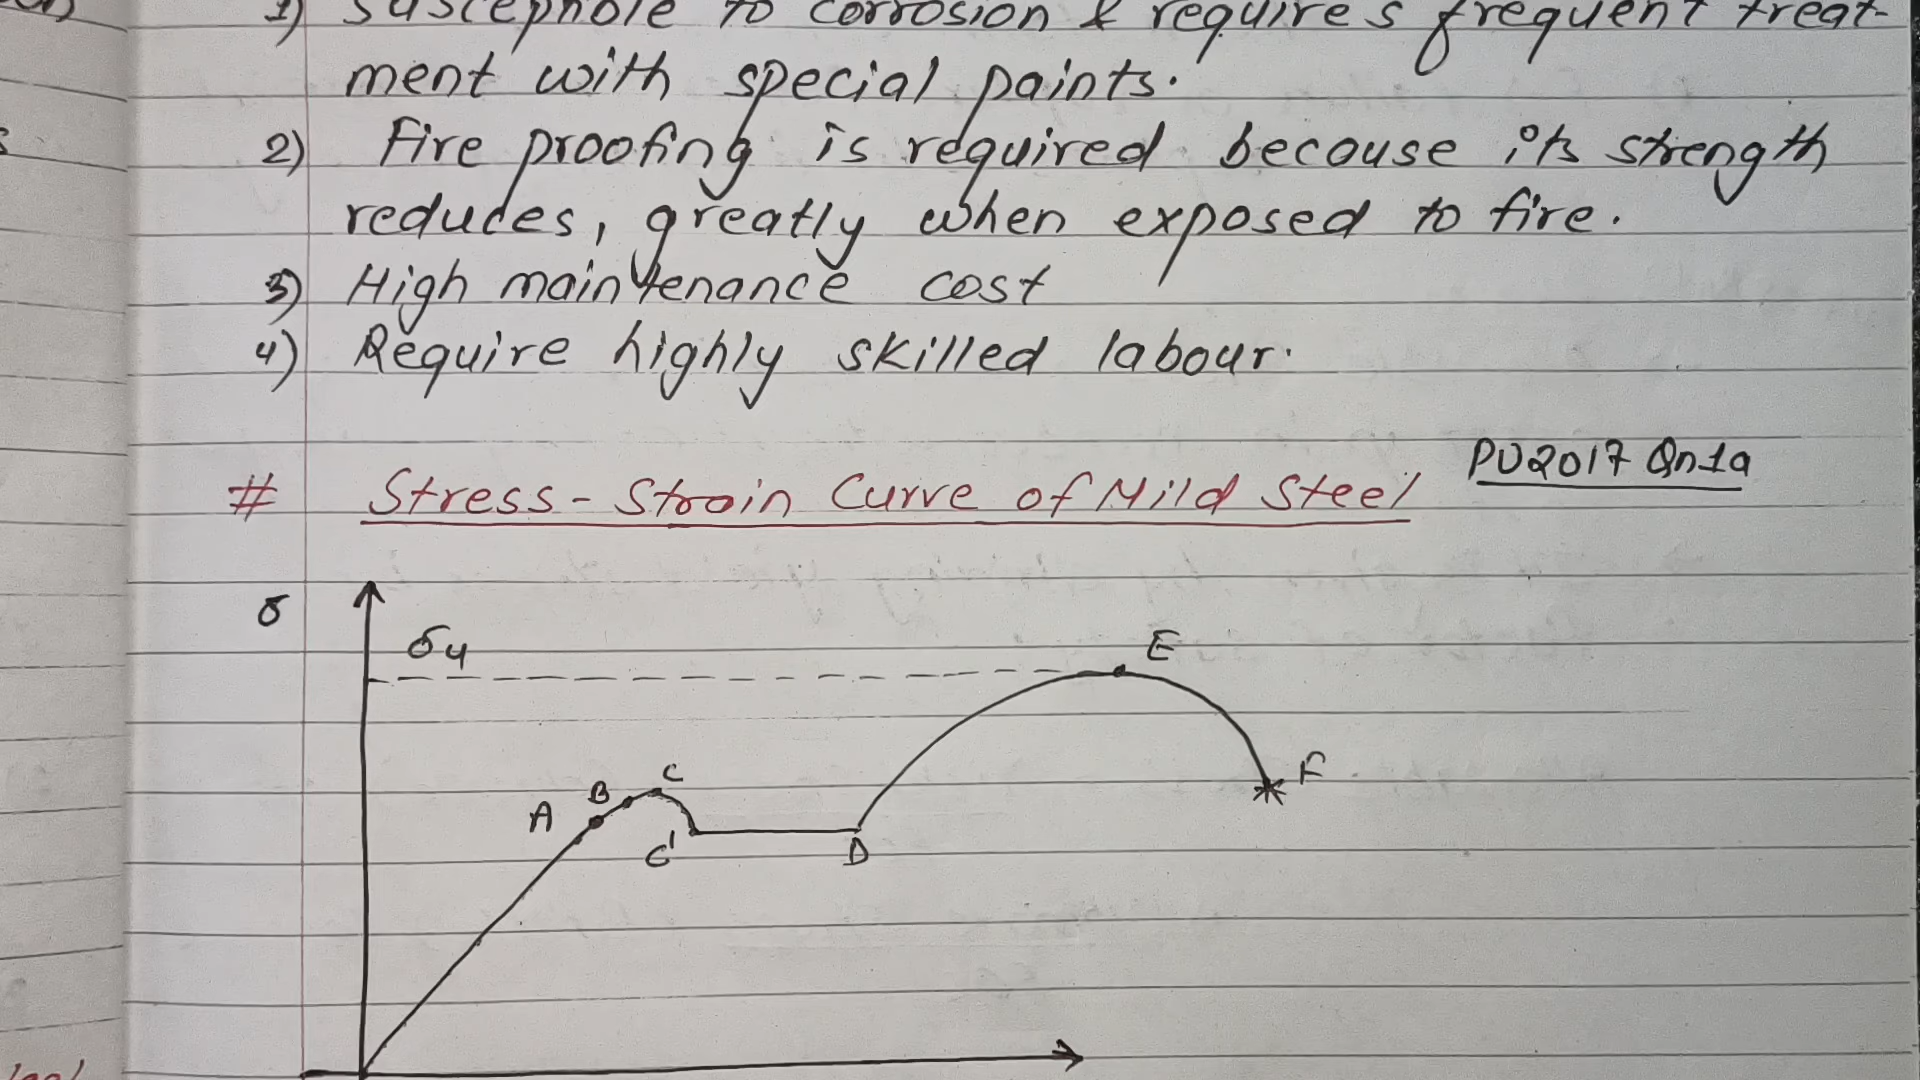 1) Susceptible to corrosion & requires frequent treat-
ment with special paints.
2) Fire proofing is required because its strength
reduces, greatly when exposed to fire.
3) High maintenance cost
4) Require highly skilled labour.
PU2017 Qn1a
# Stress-Strain Curve of Mild Steel
σ
σu
E
F
C
B
A
C'
D